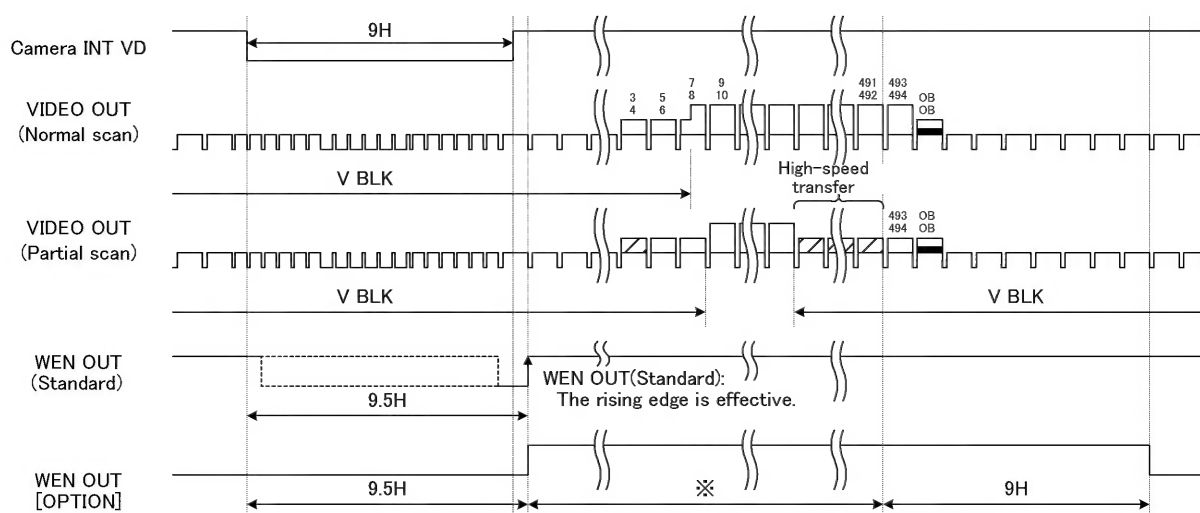 Camera INT VD
9H
VIDEO OUT
(Normal scan)
3
4
5
6
7
8
9
10
491
492
493
494
OB
OB
V BLK
High-speed
transfer
VIDEO OUT
(Partial scan)
493
494
OB
OB
V BLK
V BLK
WEN OUT
(Standard)
WEN OUT(Standard):
The rising edge is effective.
9.5H
WEN OUT
[OPTION]
9.5H
※
9H